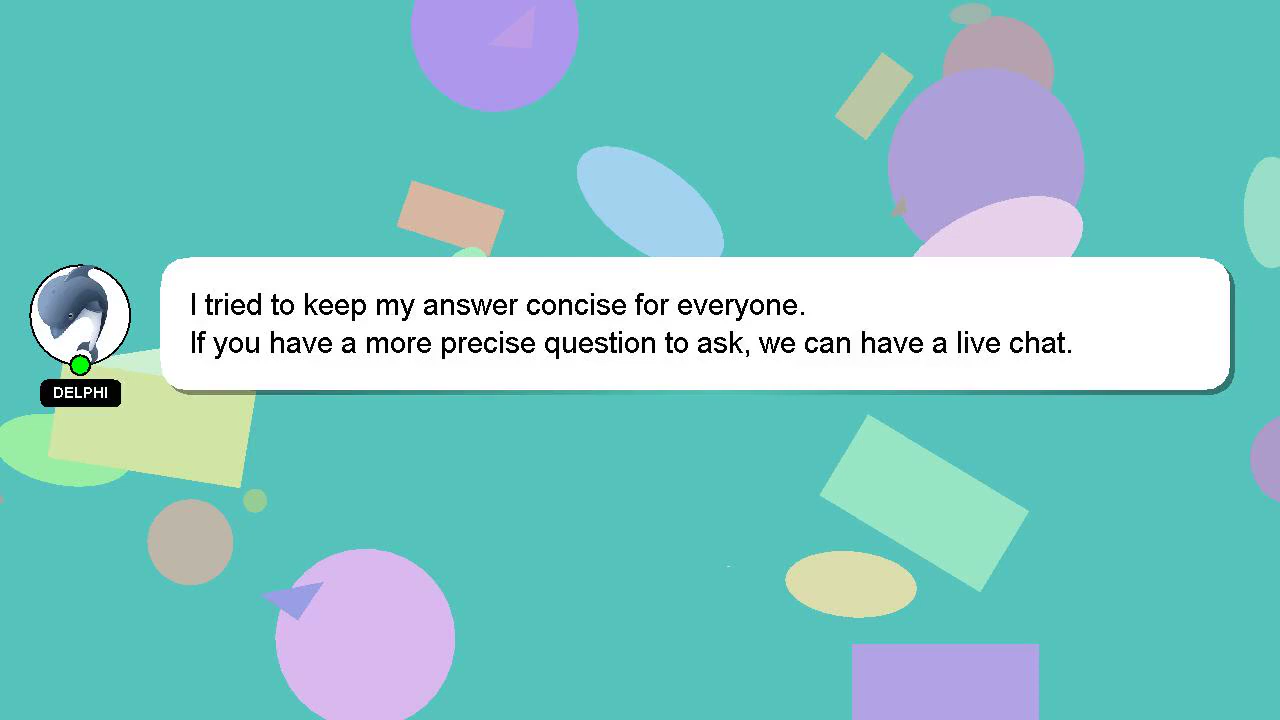 I tried to keep my answer concise for everyone.
If you have a more precise question to ask, we can have a live chat.
DELPHI